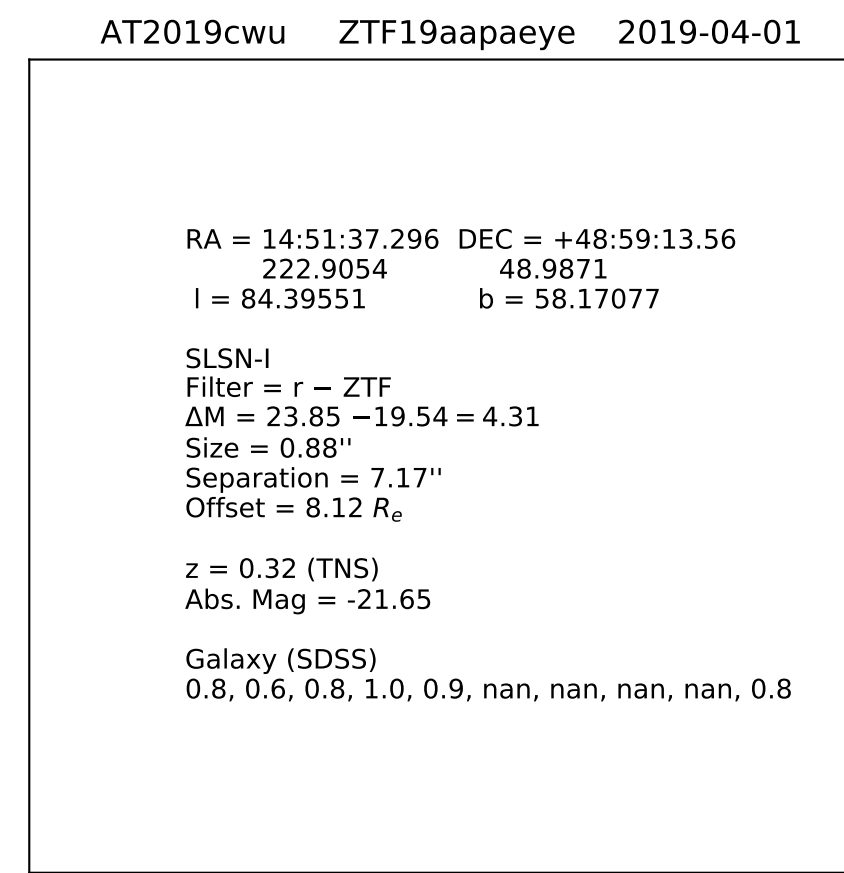 AT2019cwu ZTF19aapaeye 2019-04-01
RA = 14:51:37.296 DEC = +48:59:13.56
222.9054 48.9871
l = 84.39551 b = 58.17077
SLSN-I
Filter = r − ZTF
ΔM = 23.85 −19.54 = 4.31
Size = 0.88''
Separation = 7.17''
Offset = 8.12 Re
z = 0.32 (TNS)
Abs. Mag = -21.65
Galaxy (SDSS)
0.8, 0.6, 0.8, 1.0, 0.9, nan, nan, nan, nan, 0.8